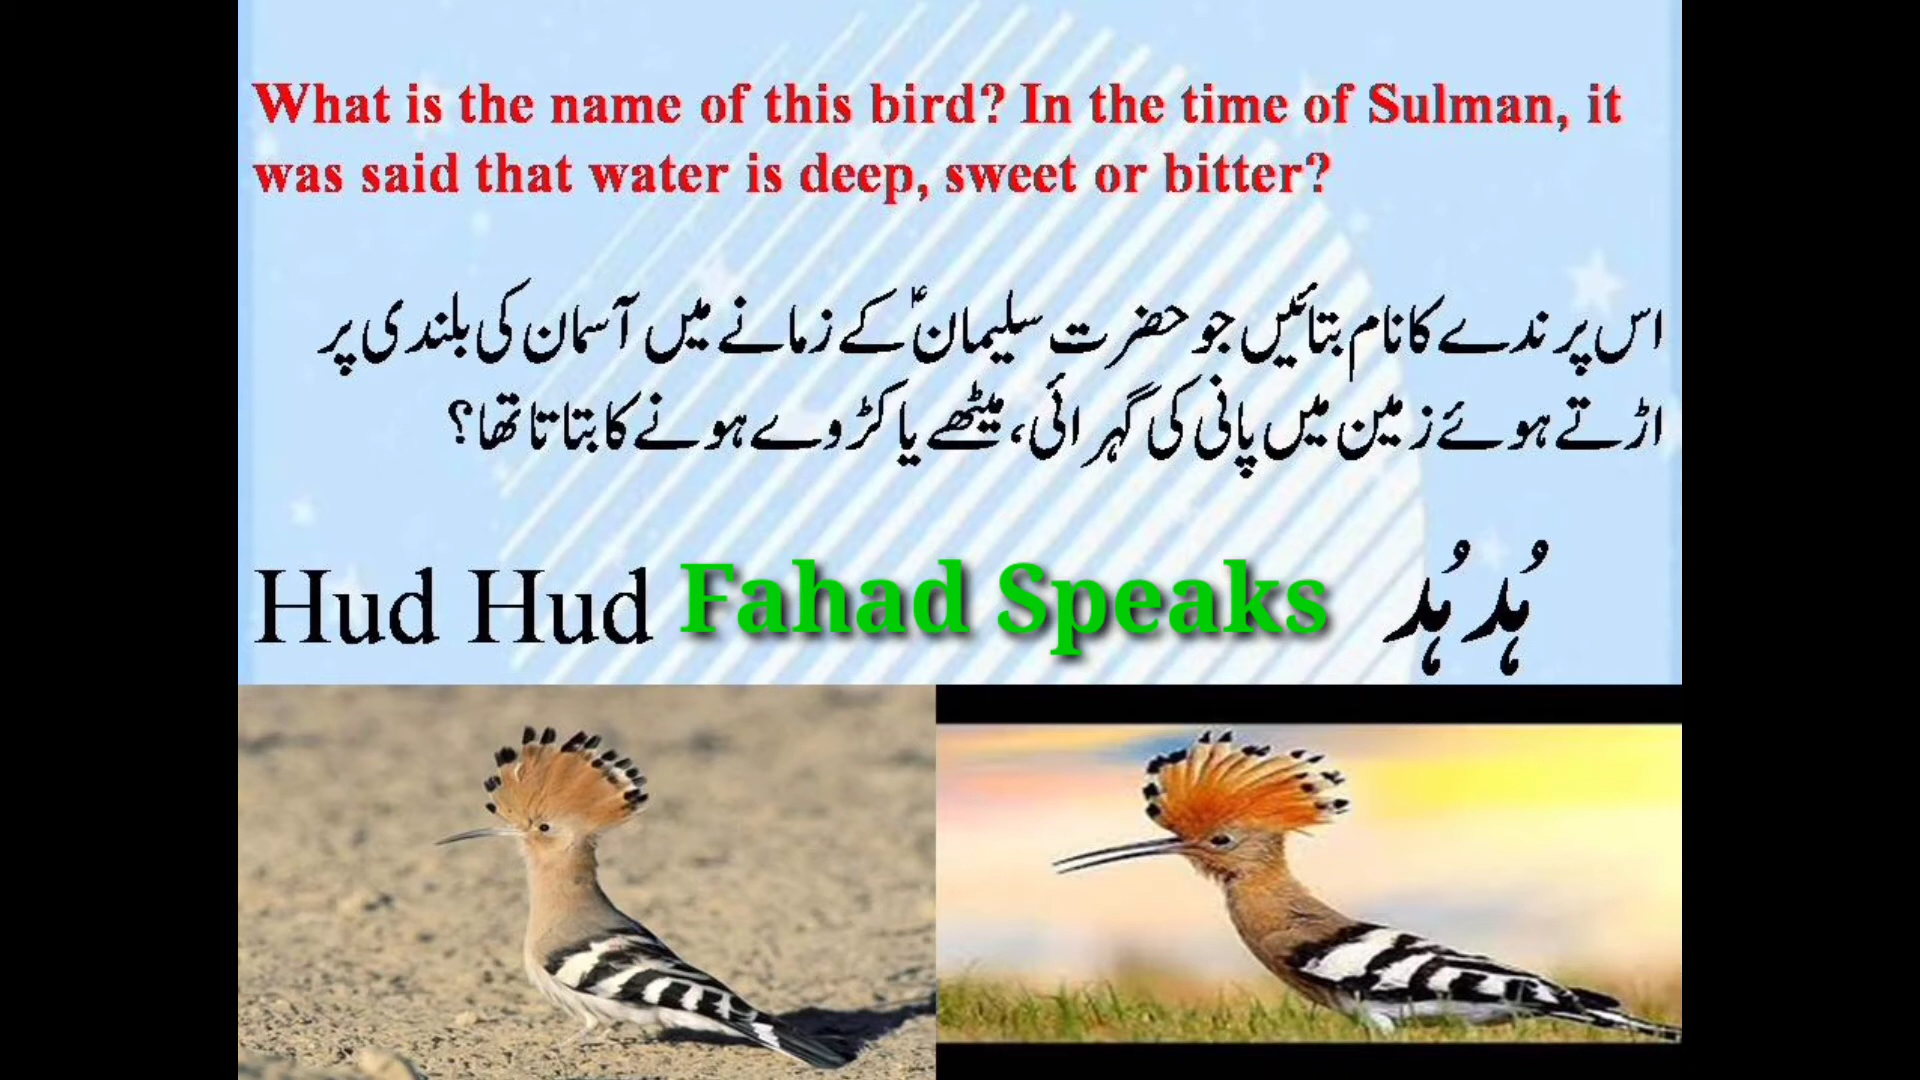 What is the name of this bird? In the time of Sulman, it
was said that water is deep, sweet or bitter?
اس پرندے کا نام بتائیں جو حضرت سلیمانؑ کے زمانے میں آسمان کی بلندی پر
اڑتے ہوئے زمین میں پانی کی گہرائی، میٹھے یا کڑوے ہونے کا بتاتا تھا؟
Hud Hud Fahad Speaks ہُد ہُد